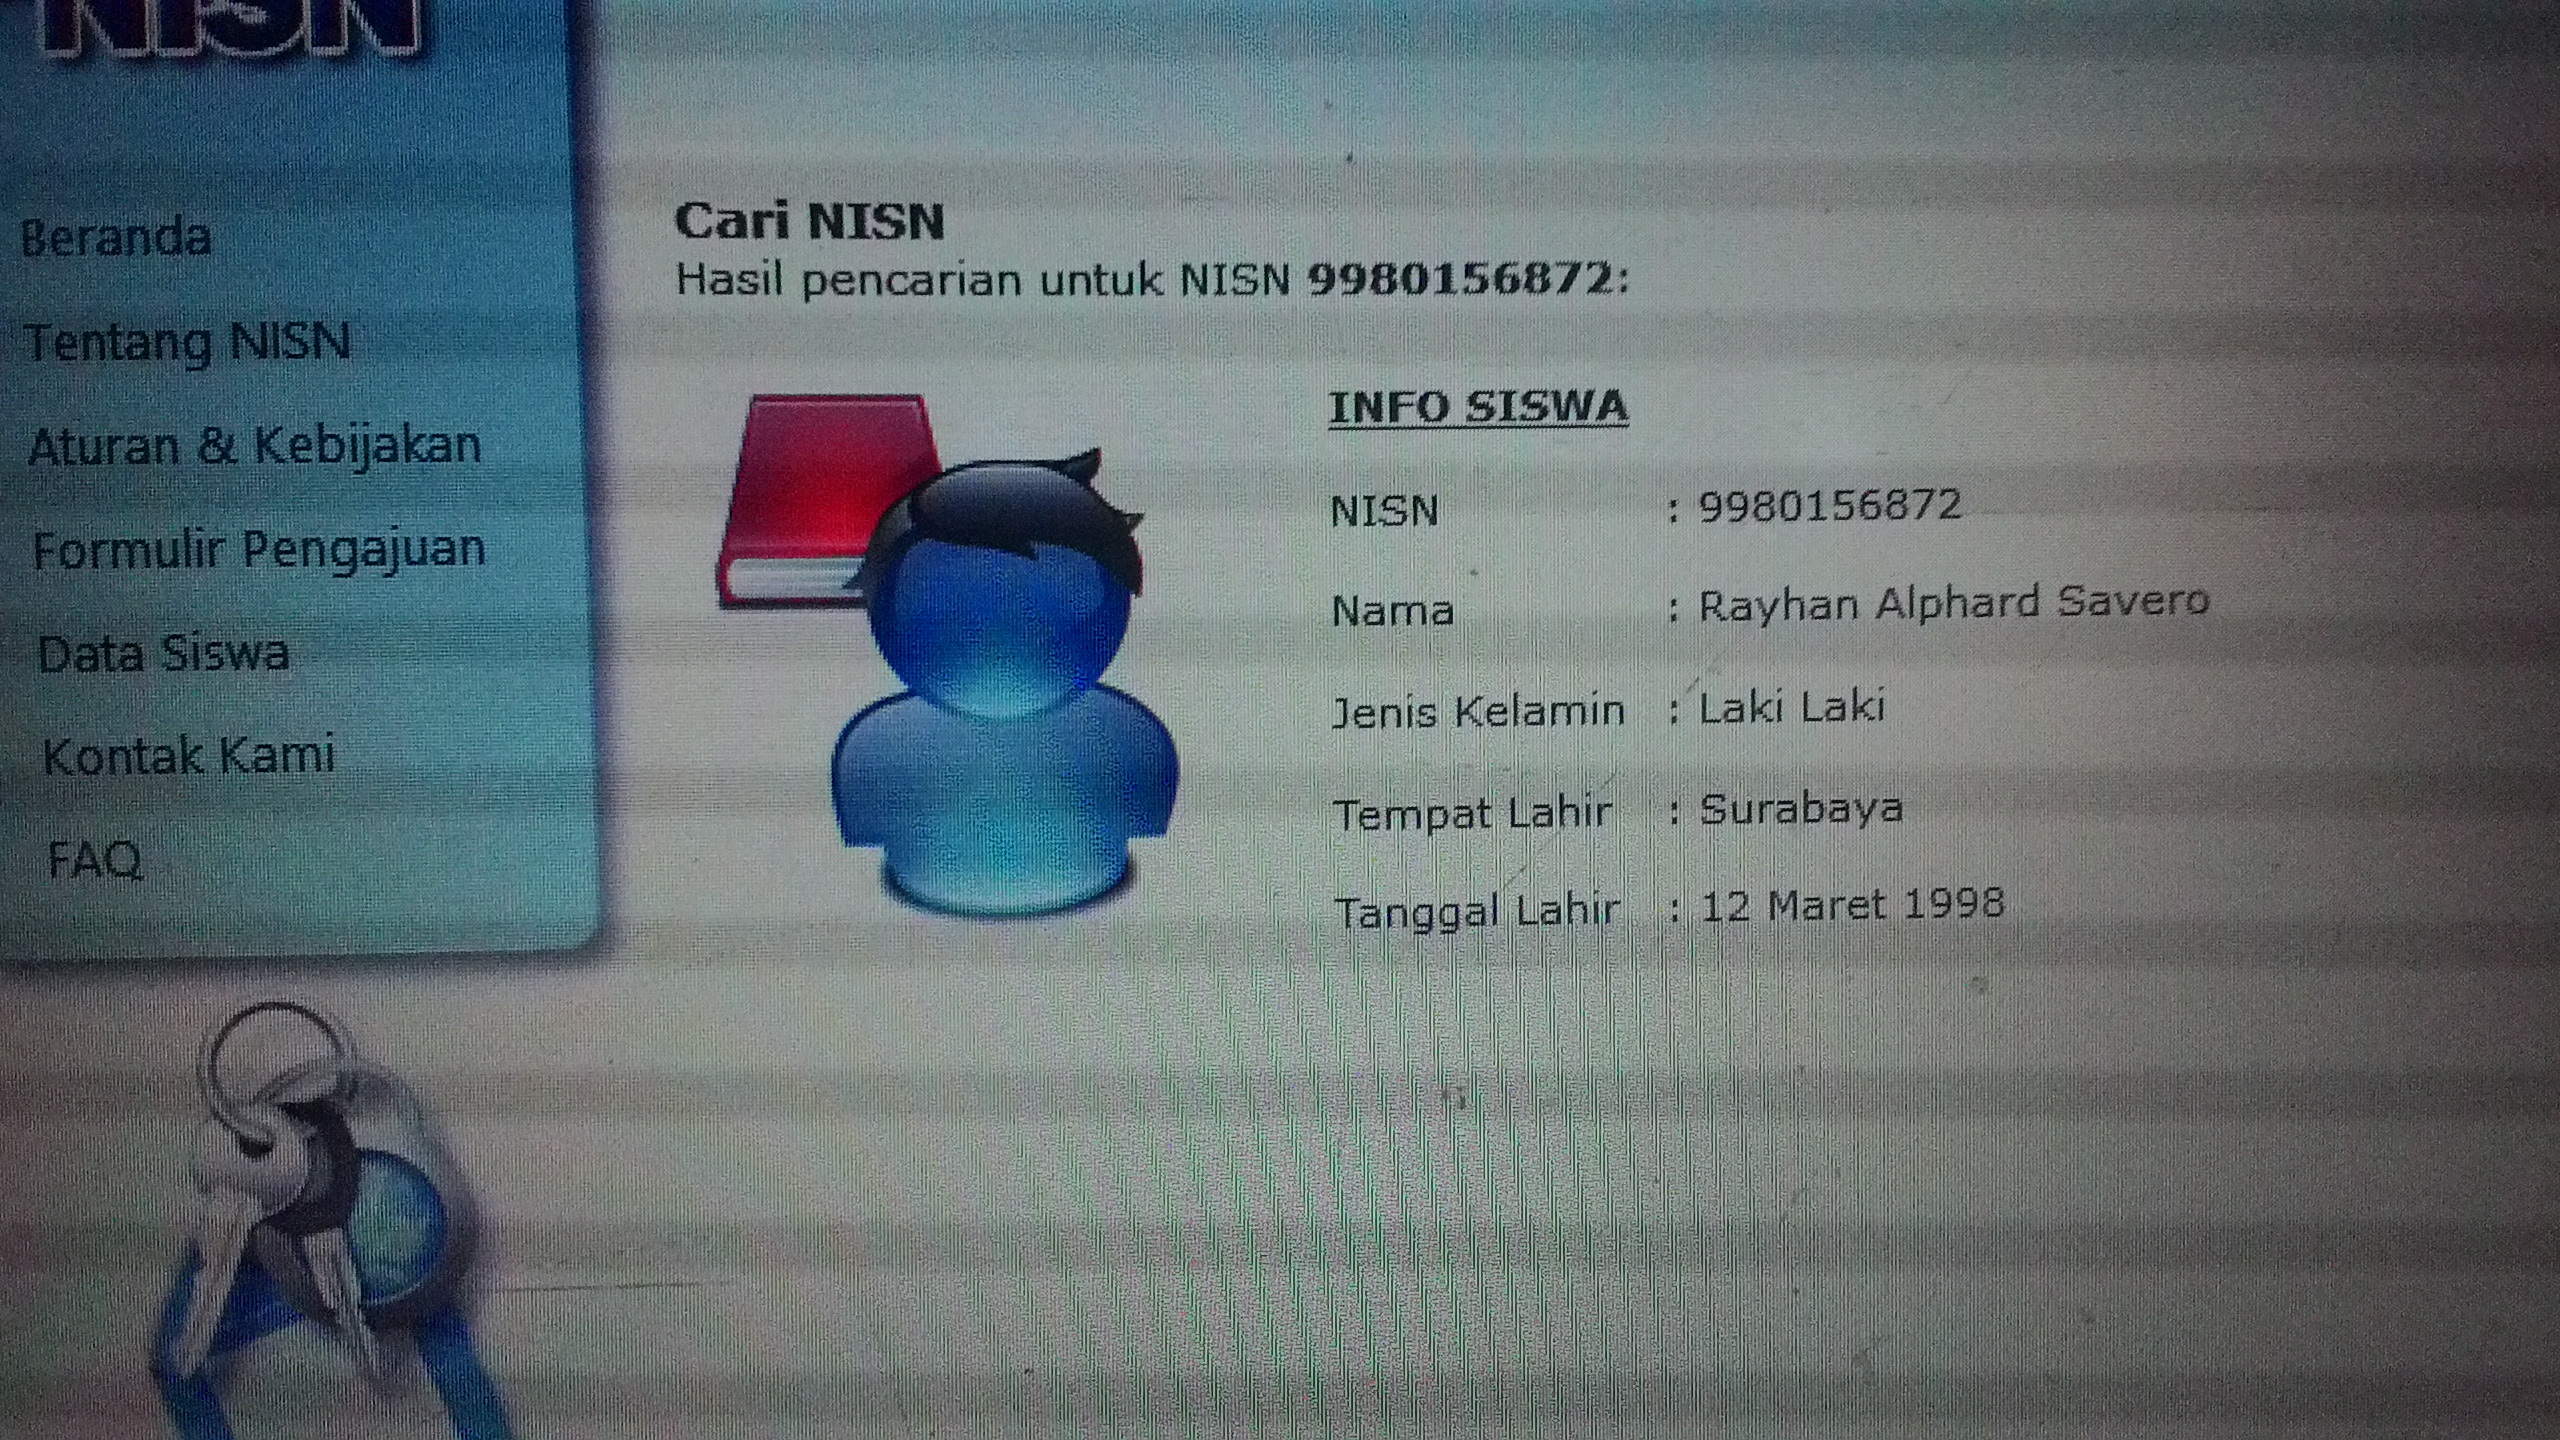 NISN
Beranda
Tentang NISN
Aturan & Kebijakan
Formulir Pengajuan
Data Siswa
Kontak Kami
FAQ
Cari NISN
Hasil pencarian untuk NISN 9980156872:
INFO SISWA
NISN : 9980156872
Nama : Rayhan Alphard Savero
Jenis Kelamin : Laki Laki
Tempat Lahir : Surabaya
Tanggal Lahir : 12 Maret 1998